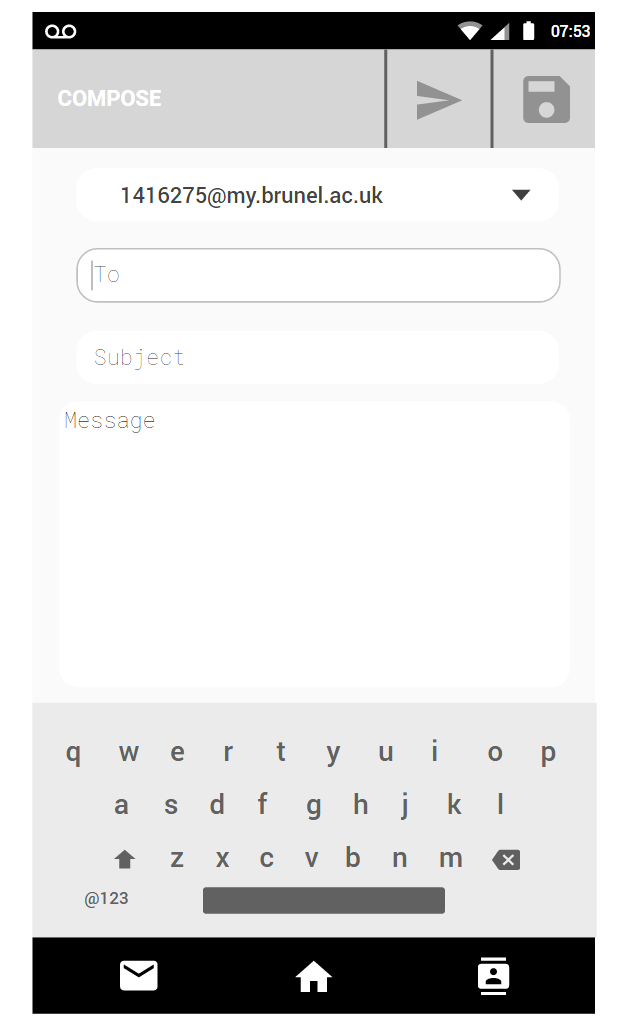 07:53
COMPOSE
1416275@my.brunel.ac.uk
To
Subject
Message
q w e r t y u i o p
a s d f g h j k l
z x c v b n m
@123